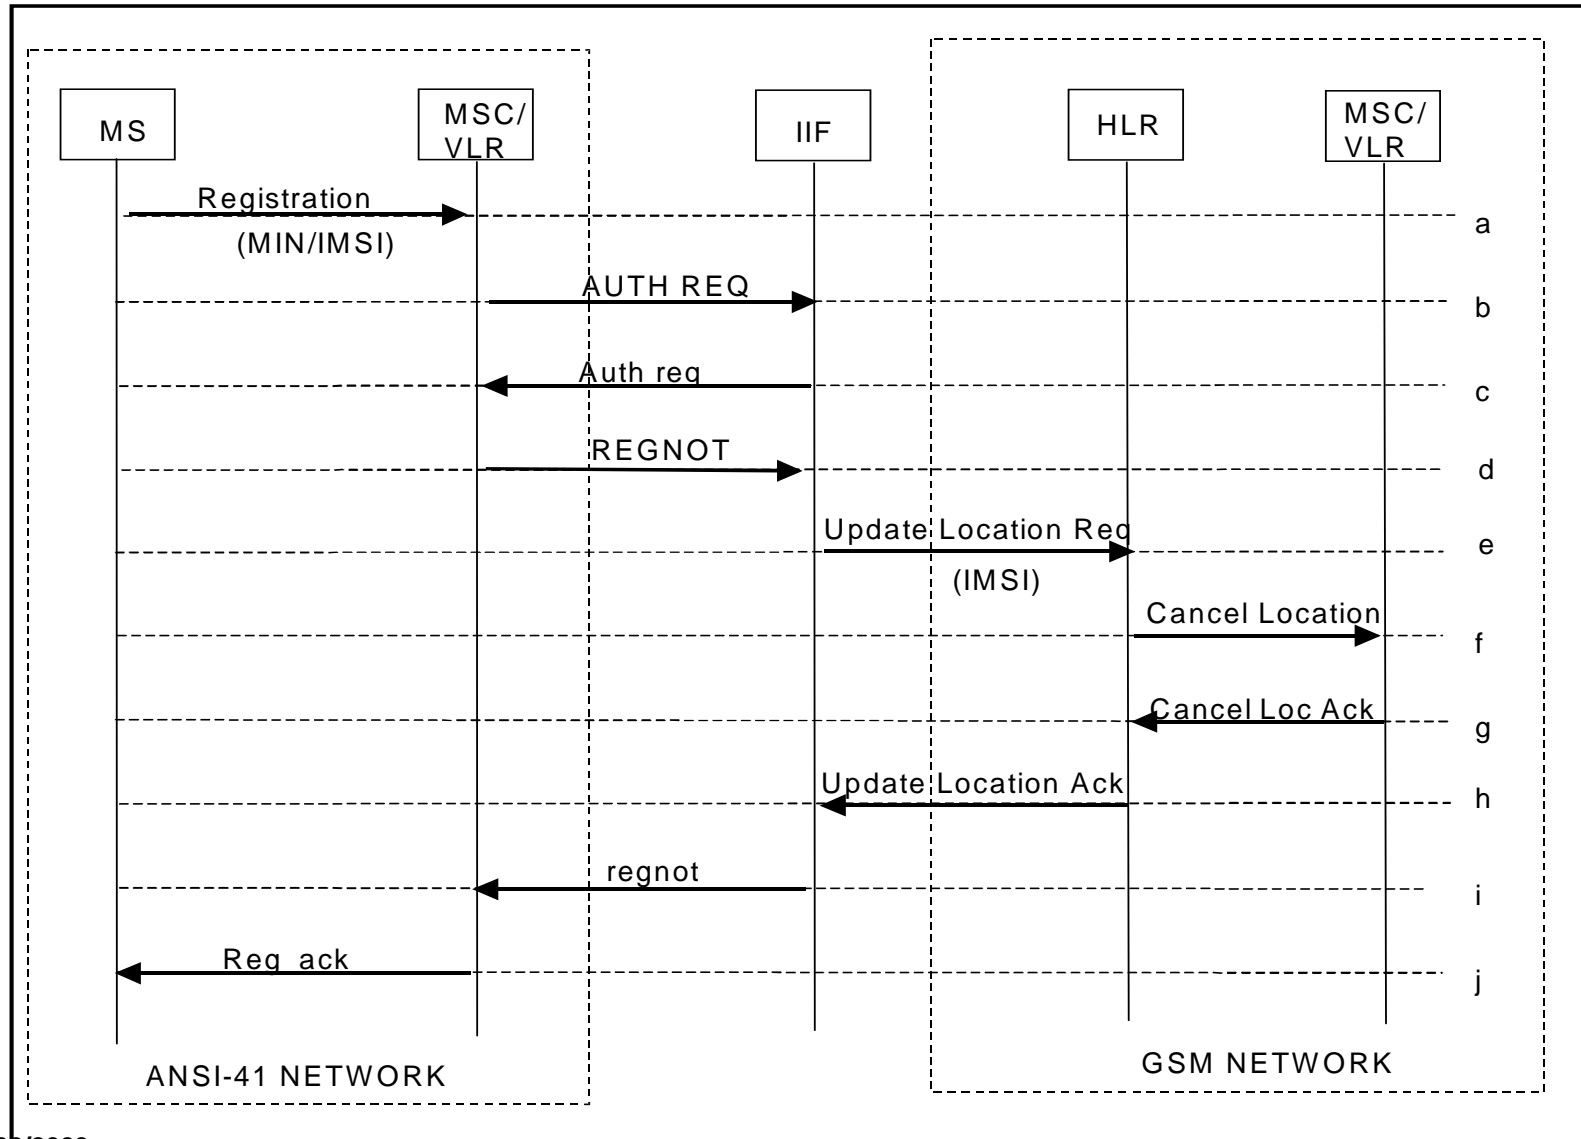 MS
MSC/
VLR
IIF
HLR
MSC/
VLR
Registration
(MIN/IMSI)
a
AUTH REQ
b
Auth req
c
REGNOT
d
Update Location Req
(IMSI)
e
Cancel Location
f
Cancel Loc Ack
g
Update Location Ack
h
regnot
i
Reg ack
j
ANSI-41 NETWORK
GSM NETWORK